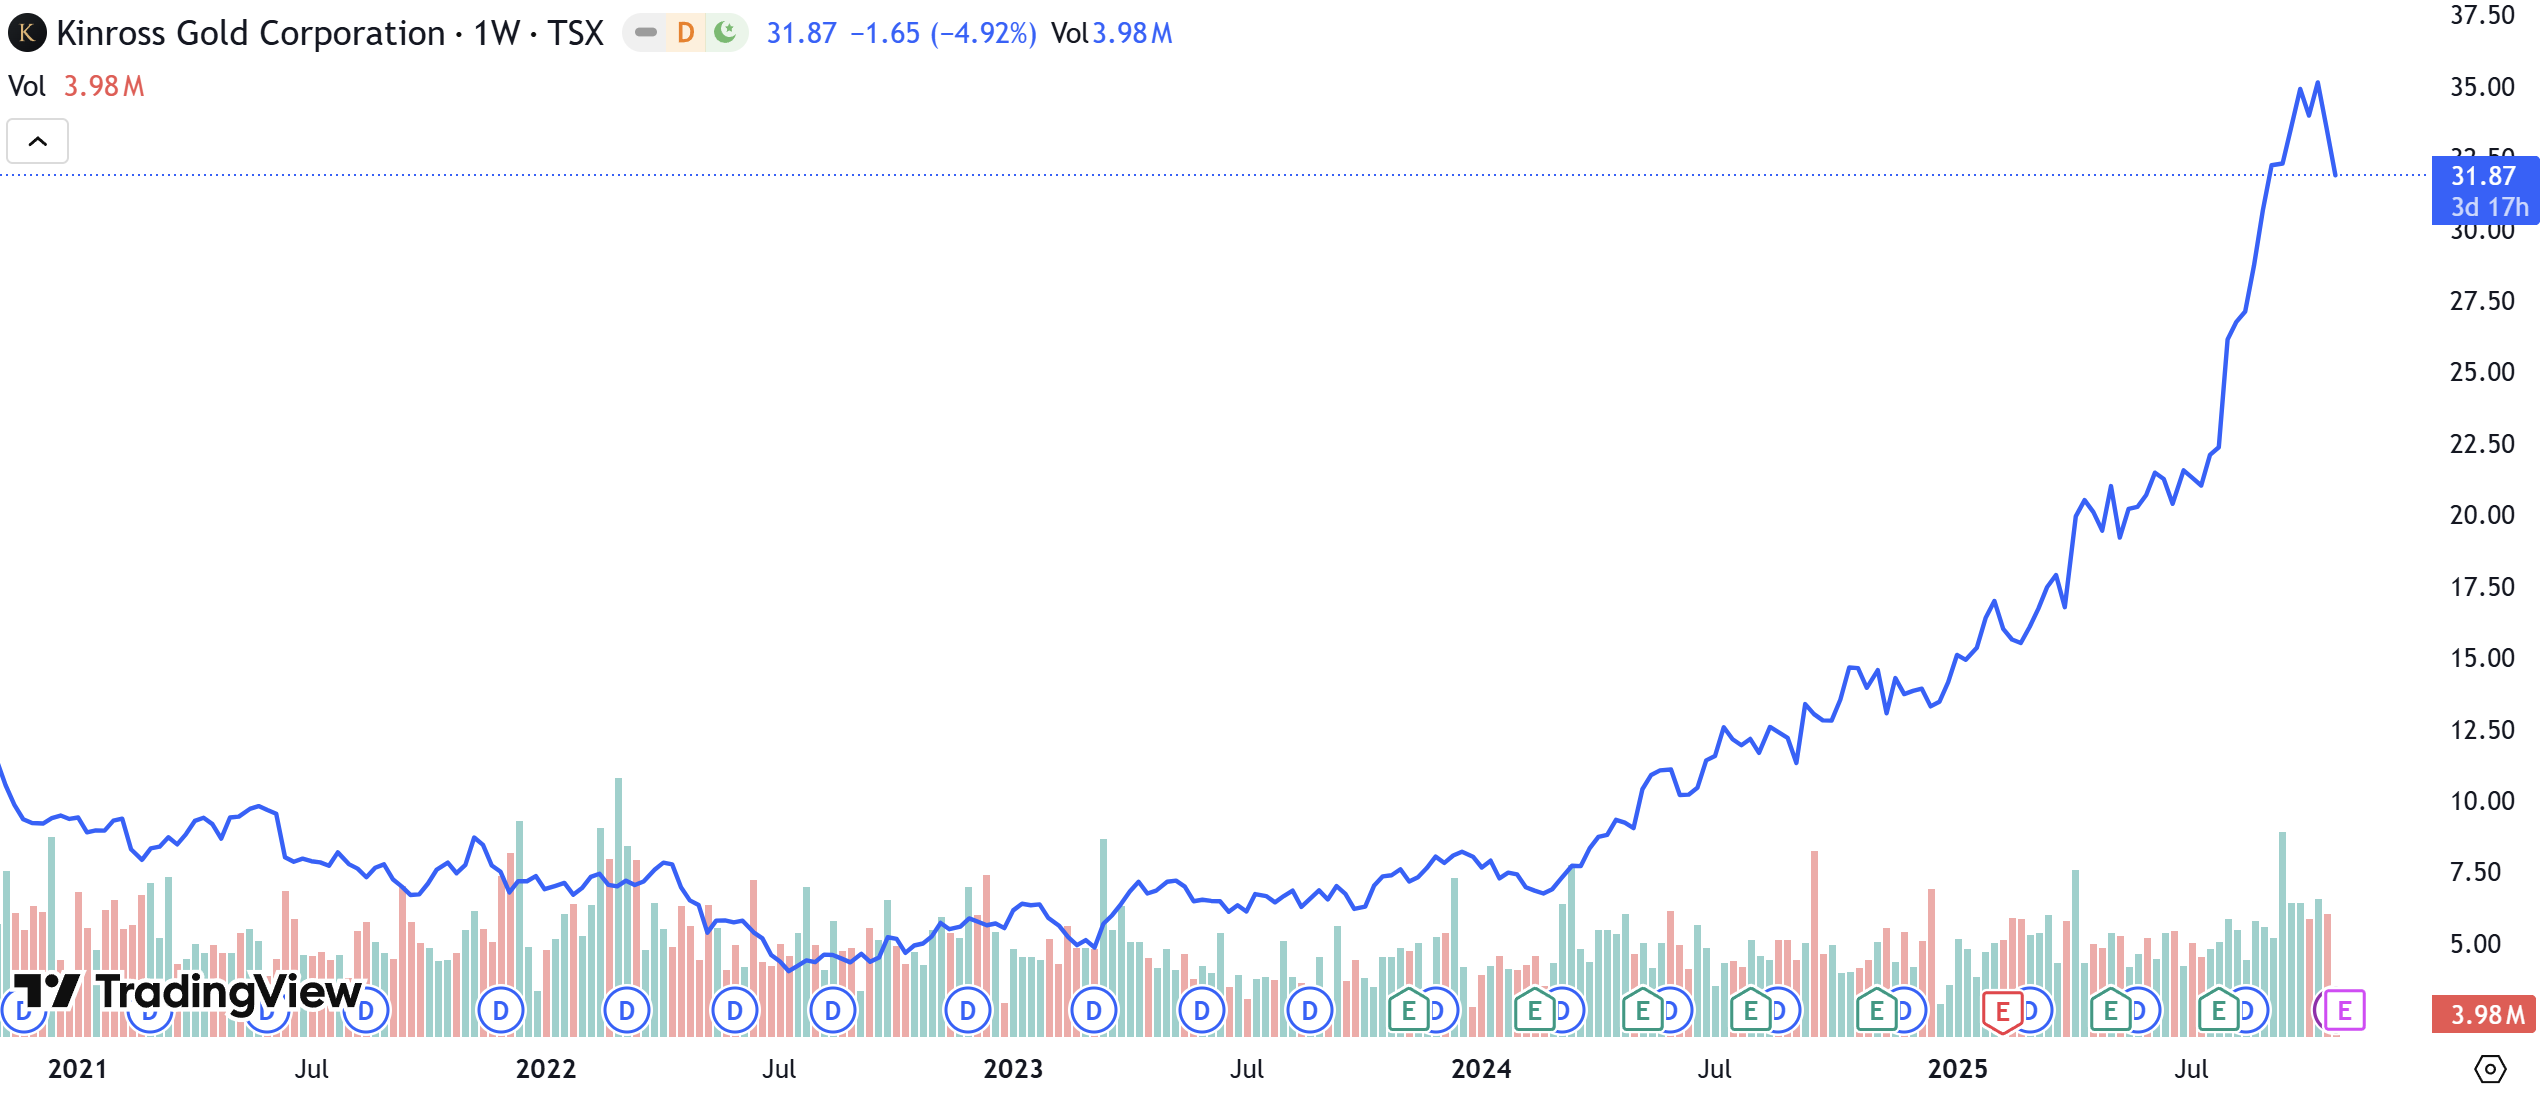 K Kinross Gold Corporation · 1W · TSX D 31.87 −1.65 (−4.92%) Vol 3.98 M
Vol 3.98 M
37.50
35.00
32.50
31.87
3d 17h
30.00
27.50
25.00
22.50
20.00
17.50
15.00
12.50
10.00
7.50
5.00
3.98 M
TradingView
D D D D D D D D D D D D E D E D E D E D E D E D E D E D E
2021 Jul 2022 Jul 2023 Jul 2024 Jul 2025 Jul